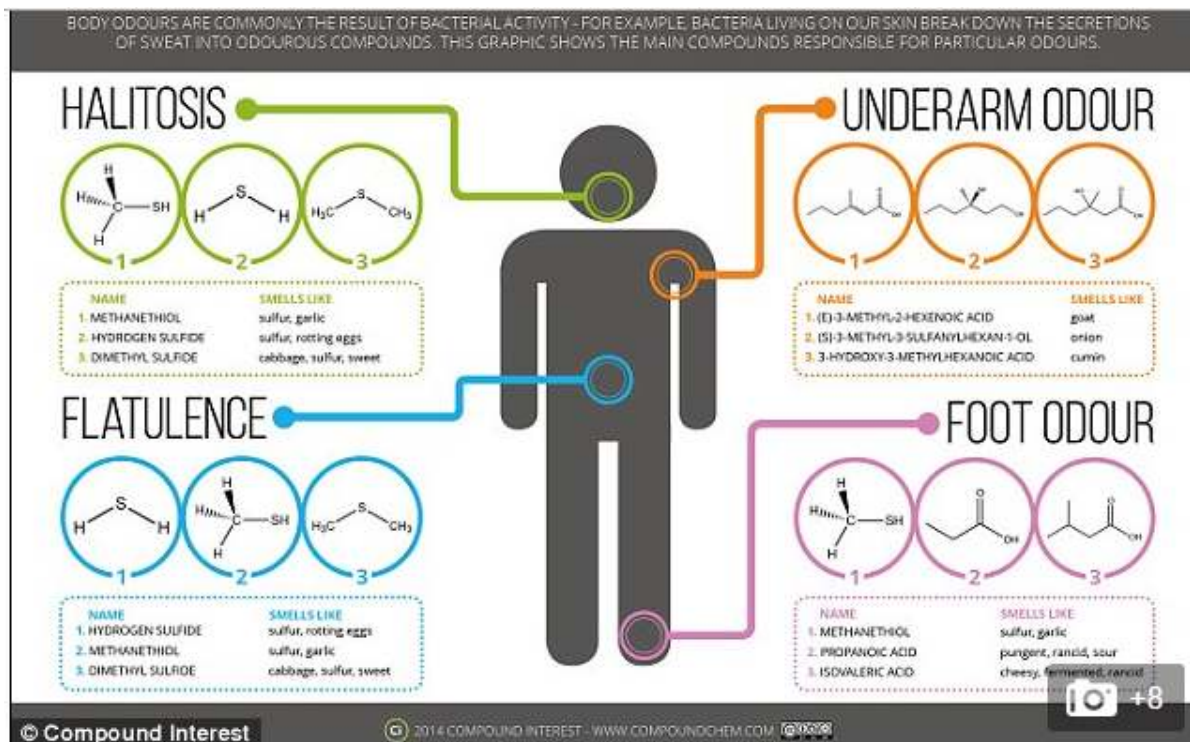 BODY ODOURS ARE COMMONLY THE RESULT OF BACTERIAL ACTIVITY - FOR EXAMPLE, BACTERIA LIVING ON OUR SKIN BREAK DOWN THE SECRETIONS
OF SWEAT INTO ODOUROUS COMPOUNDS. THIS GRAPHIC SHOWS THE MAIN COMPOUNDS RESPONSIBLE FOR PARTICULAR ODOURS.
HALITOSIS
H
H
C
SH
H
S
H
H
S
H₃C
CH₃
1
2
3
NAME SMELLS LIKE
1. METHANETHIOL sulfur, garlic
2. HYDROGEN SULFIDE sulfur, rotting eggs
3. DIMETHYL SULFIDE cabbage, sulfur, sweet
UNDERARM ODOUR
O
OH
OH
O
OH
1
2
3
NAME SMELLS LIKE
1. (E)-3-METHYL-2-HEXENOIC ACID goat
2. (S)-3-METHYL-3-SULFANYLHEXAN-1-OL onion
3. 3-HYDROXY-3-METHYLHEXANOIC ACID cumin
FLATULENCE
S
H
H
H
H
C
SH
H
S
H₃C
CH₃
1
2
3
NAME SMELLS LIKE
1. HYDROGEN SULFIDE sulfur, rotting eggs
2. METHANETHIOL sulfur, garlic
3. DIMETHYL SULFIDE cabbage, sulfur, sweet
FOOT ODOUR
H
H
C
SH
H
O
OH
O
OH
1
2
3
NAME SMELLS LIKE
1. METHANETHIOL sulfur, garlic
2. PROPANOIC ACID pungent, rancid, sour
3. ISOVALERIC ACID cheesy, fermented, rancid
+8
© Compound Interest
Ci 2014 COMPOUND INTEREST - WWW.COMPOUNDCHEM.COM